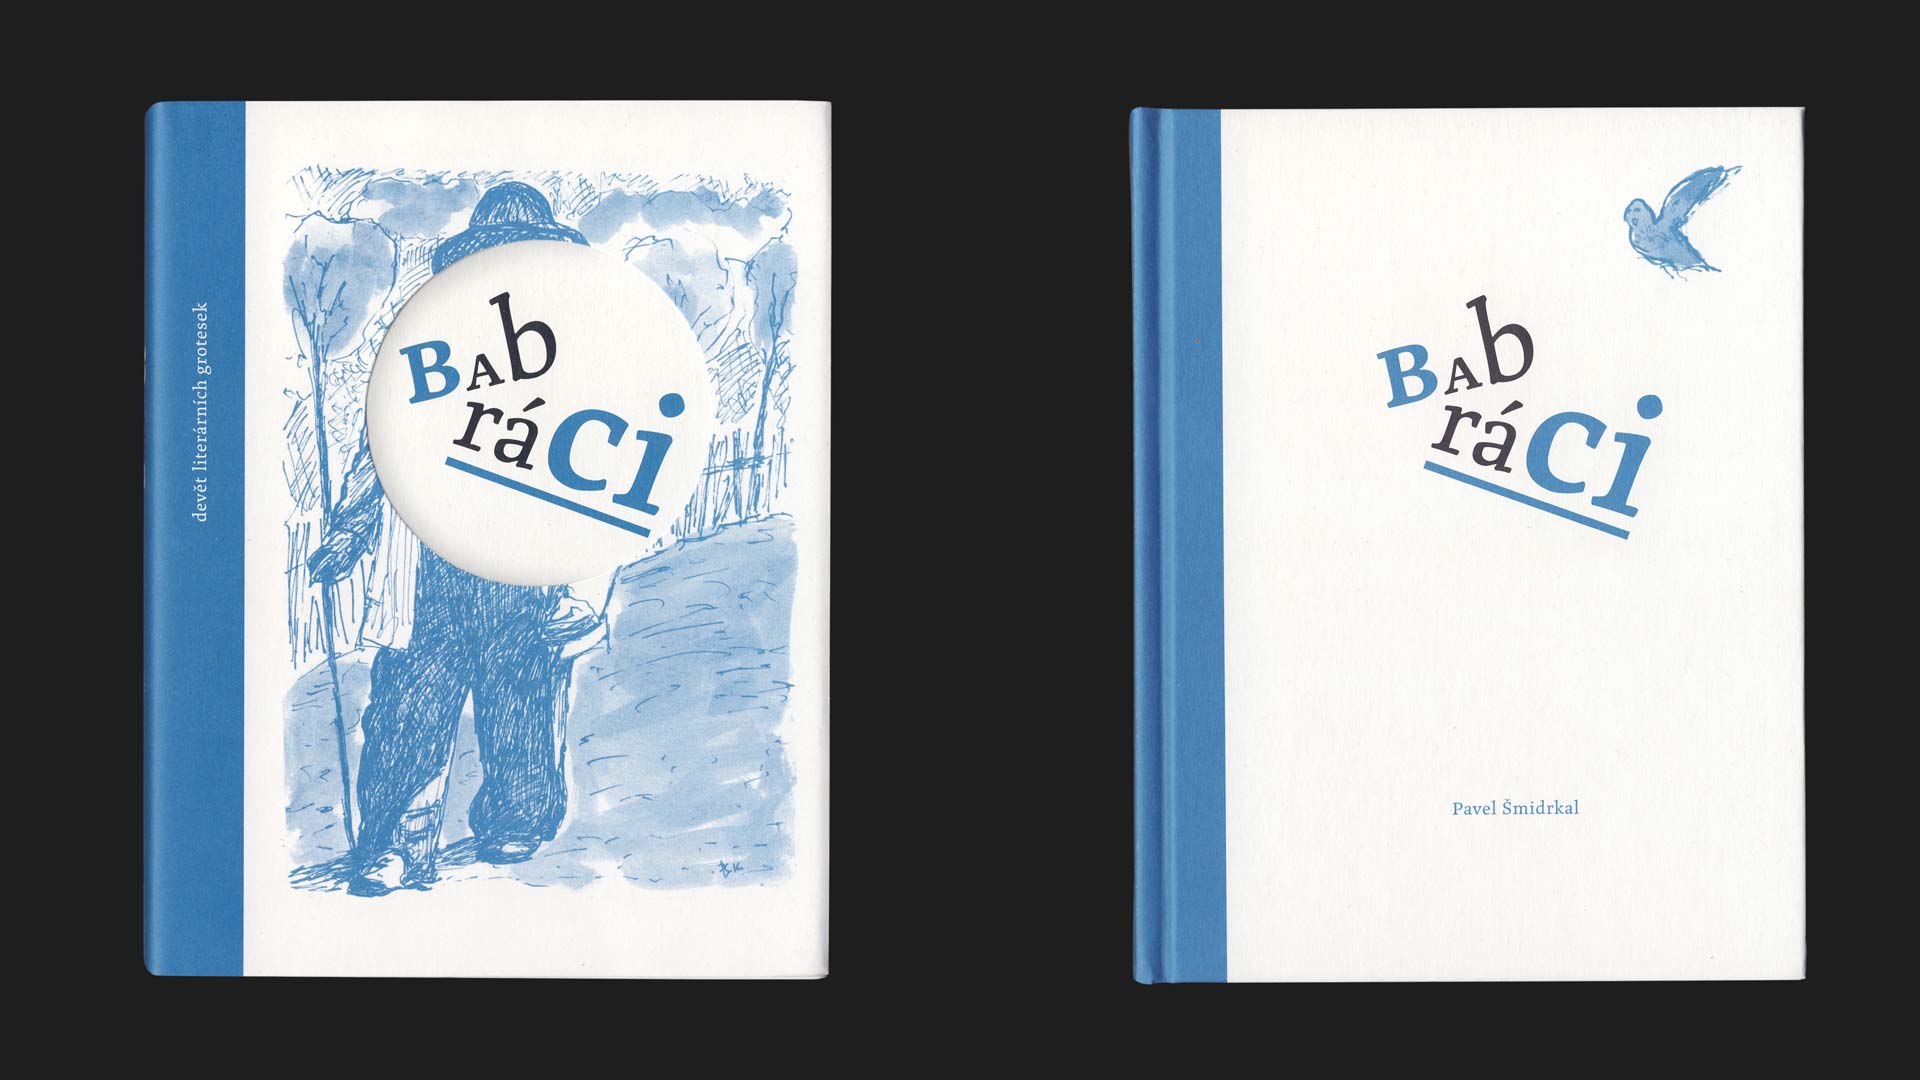 devět literárních grotesek
BAb
ráci
BAb
ráci
Pavel Šmidrkal